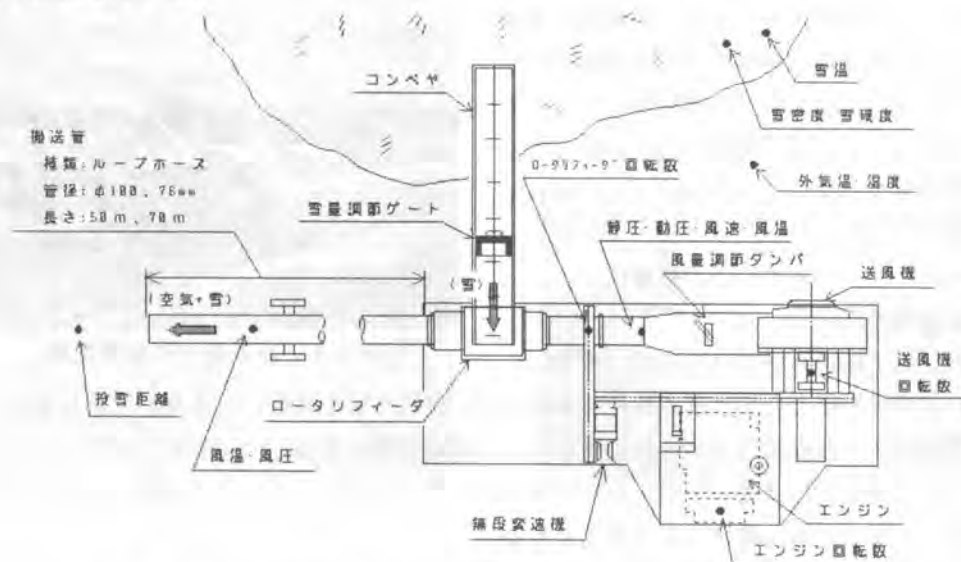 コンベヤ
雪温
雪密度・雪硬度
搬送管
種類:ループホース
管径:φ100、76mm
長さ:50m、70m
ロータリフィーダ回転数
外気温・湿度
雪量調節ゲート
静圧・動圧・風速・風温
風量調節ダンパ
送風機
(空気+雪)
(雪)
送風機
回転数
投雪距離
ロータリフィーダ
風温・風圧
無段変速機
エンジン
エンジン回転数